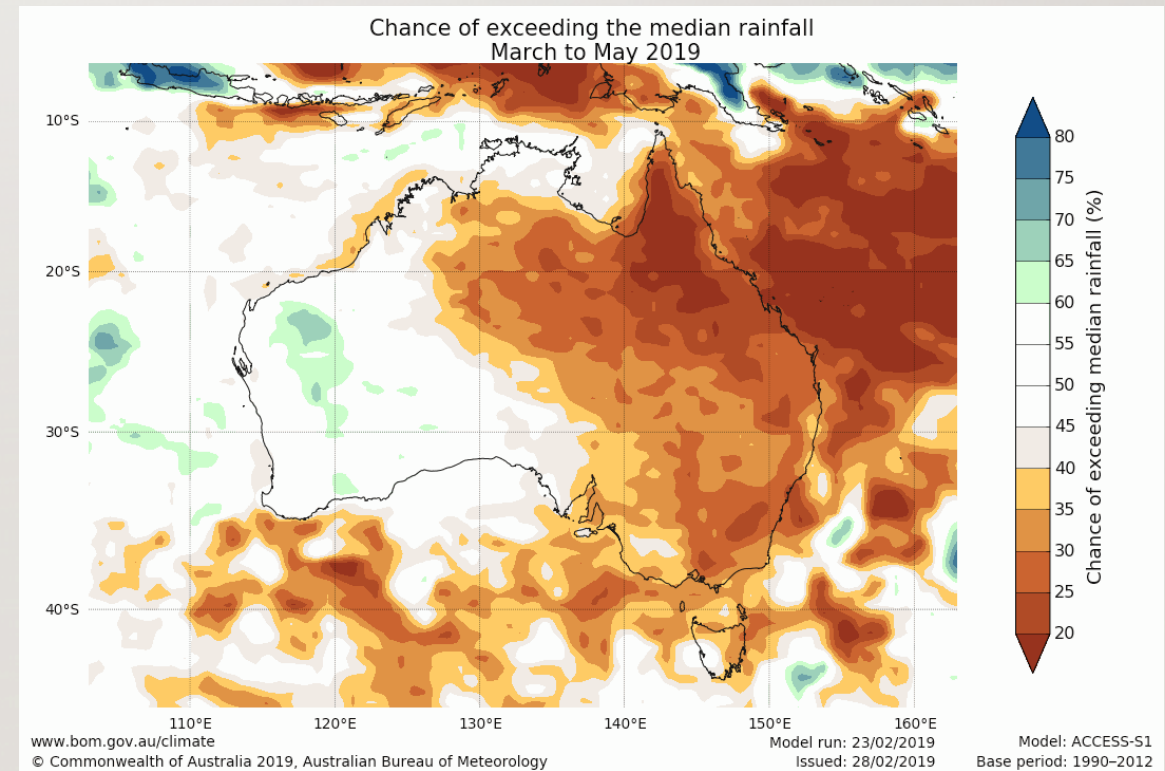 Chance of exceeding the median rainfall
March to May 2019
10°S
20°S
30°S
40°S
110°E
120°E
130°E
140°E
150°E
160°E
80
75
70
65
60
55
50
45
40
35
30
25
20
Chance of exceeding median rainfall (%)
www.bom.gov.au/climate
© Commonwealth of Australia 2019, Australian Bureau of Meteorology
Model run: 23/02/2019
Issued: 28/02/2019
Model: ACCESS-S1
Base period: 1990–2012